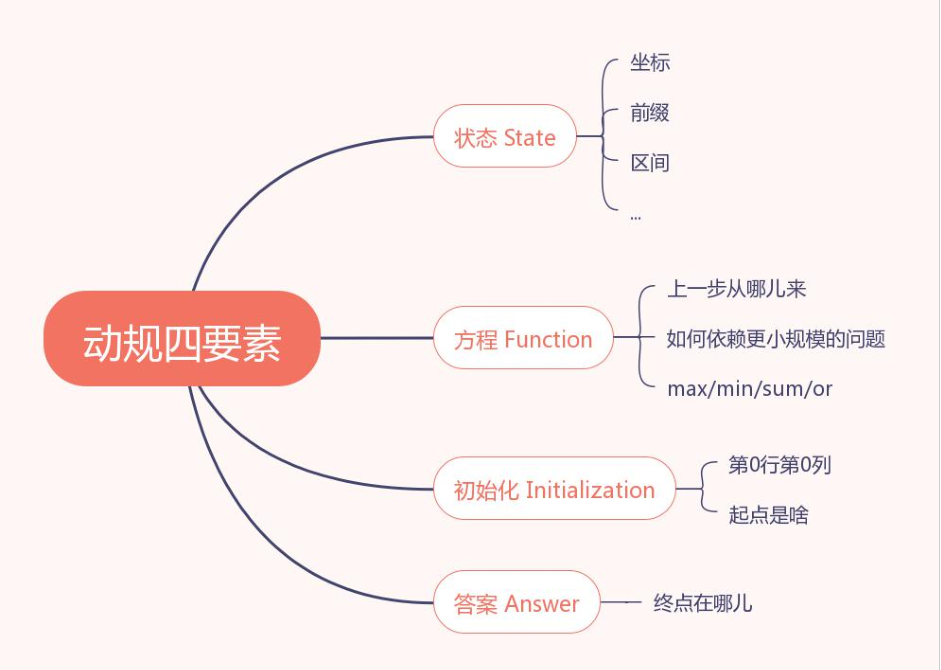 动规四要素
状态 State
坐标
前缀
区间
...
方程 Function
上一步从哪儿来
如何依赖更小规模的问题
max/min/sum/or
初始化 Initialization
第0行第0列
起点是啥
答案 Answer
终点在哪儿